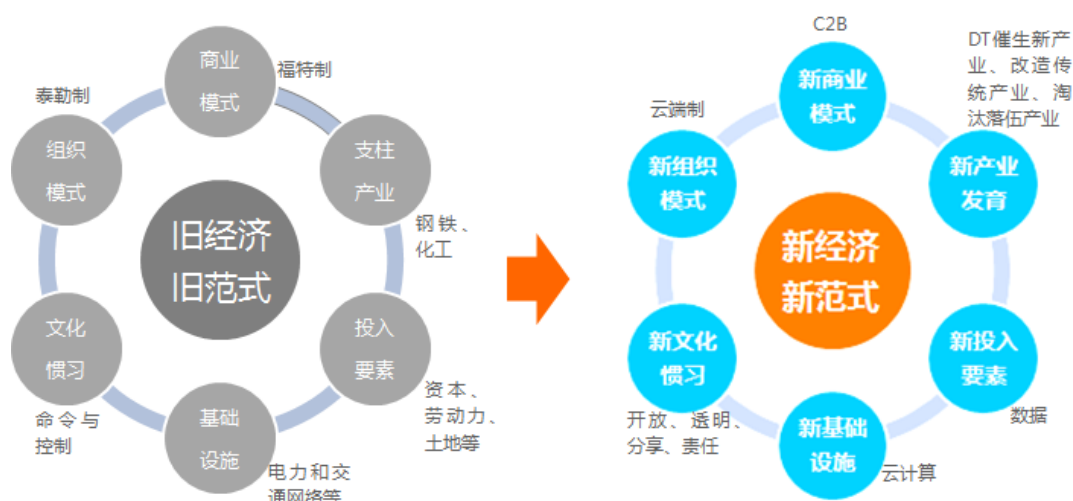 商业
模式
福特制
泰勒制
组织
模式
支柱
产业
旧经济
旧范式
钢铁、
化工
文化
惯习
投入
要素
命令与
控制
资本、
劳动力、
土地等
基础
设施
电力和交
通网络等
C2B
新商业
模式
DT催生新产
业、改造传
统产业、淘
汰落伍产业
云端制
新组织
模式
新产业
发育
新经济
新范式
新文化
惯习
新投入
要素
开放、透明、
分享、责任
数据
新基础
设施
云计算